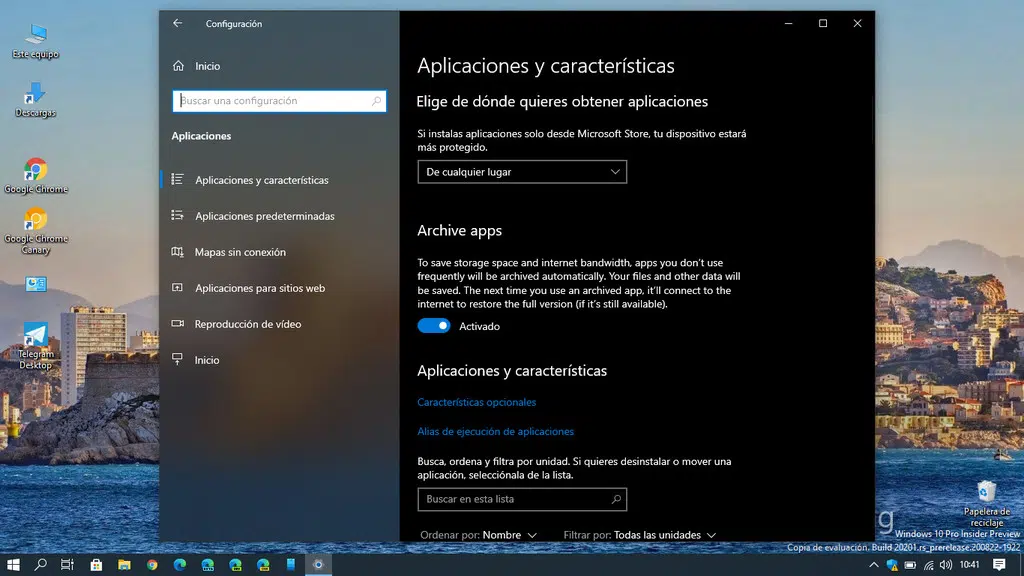 Este equipo
Descargas
Google Chrome
Google Chrome
Canary
Telegram
Desktop
Configuración
Inicio
Buscar una configuración
Aplicaciones
Aplicaciones y características
Aplicaciones predeterminadas
Mapas sin conexión
Aplicaciones para sitios web
Reproducción de vídeo
Inicio
Aplicaciones y características
Elige de dónde quieres obtener aplicaciones
Si instalas aplicaciones solo desde Microsoft Store, tu dispositivo estará
más protegido.
De cualquier lugar
Archive apps
To save storage space and internet bandwidth, apps you don't use
frequently will be archived automatically. Your files and other data will
be saved. The next time you use an archived app, it'll connect to the
internet to restore the full version (if it's still available).
Activado
Aplicaciones y características
Características opcionales
Alias de ejecución de aplicaciones
Busca, ordena y filtra por unidad. Si quieres desinstalar o mover una
aplicación, selecciónala de la lista.
Buscar en esta lista
Ordenar por: Nombre
Filtrar por: Todas las unidades
g
Papelera de
reciclaje
Windows 10 Pro Insider Preview
Copia de evaluación. Build 20201.rs_prerelease.200822-1922
10:41